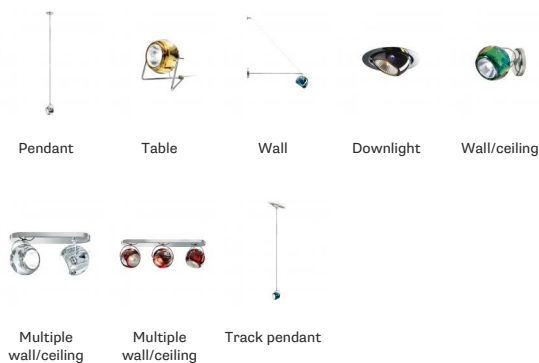 Pendant
Table
Wall
Downlight
Wall/ceiling
Multiple
wall/ceiling
Multiple
wall/ceiling
Track pendant